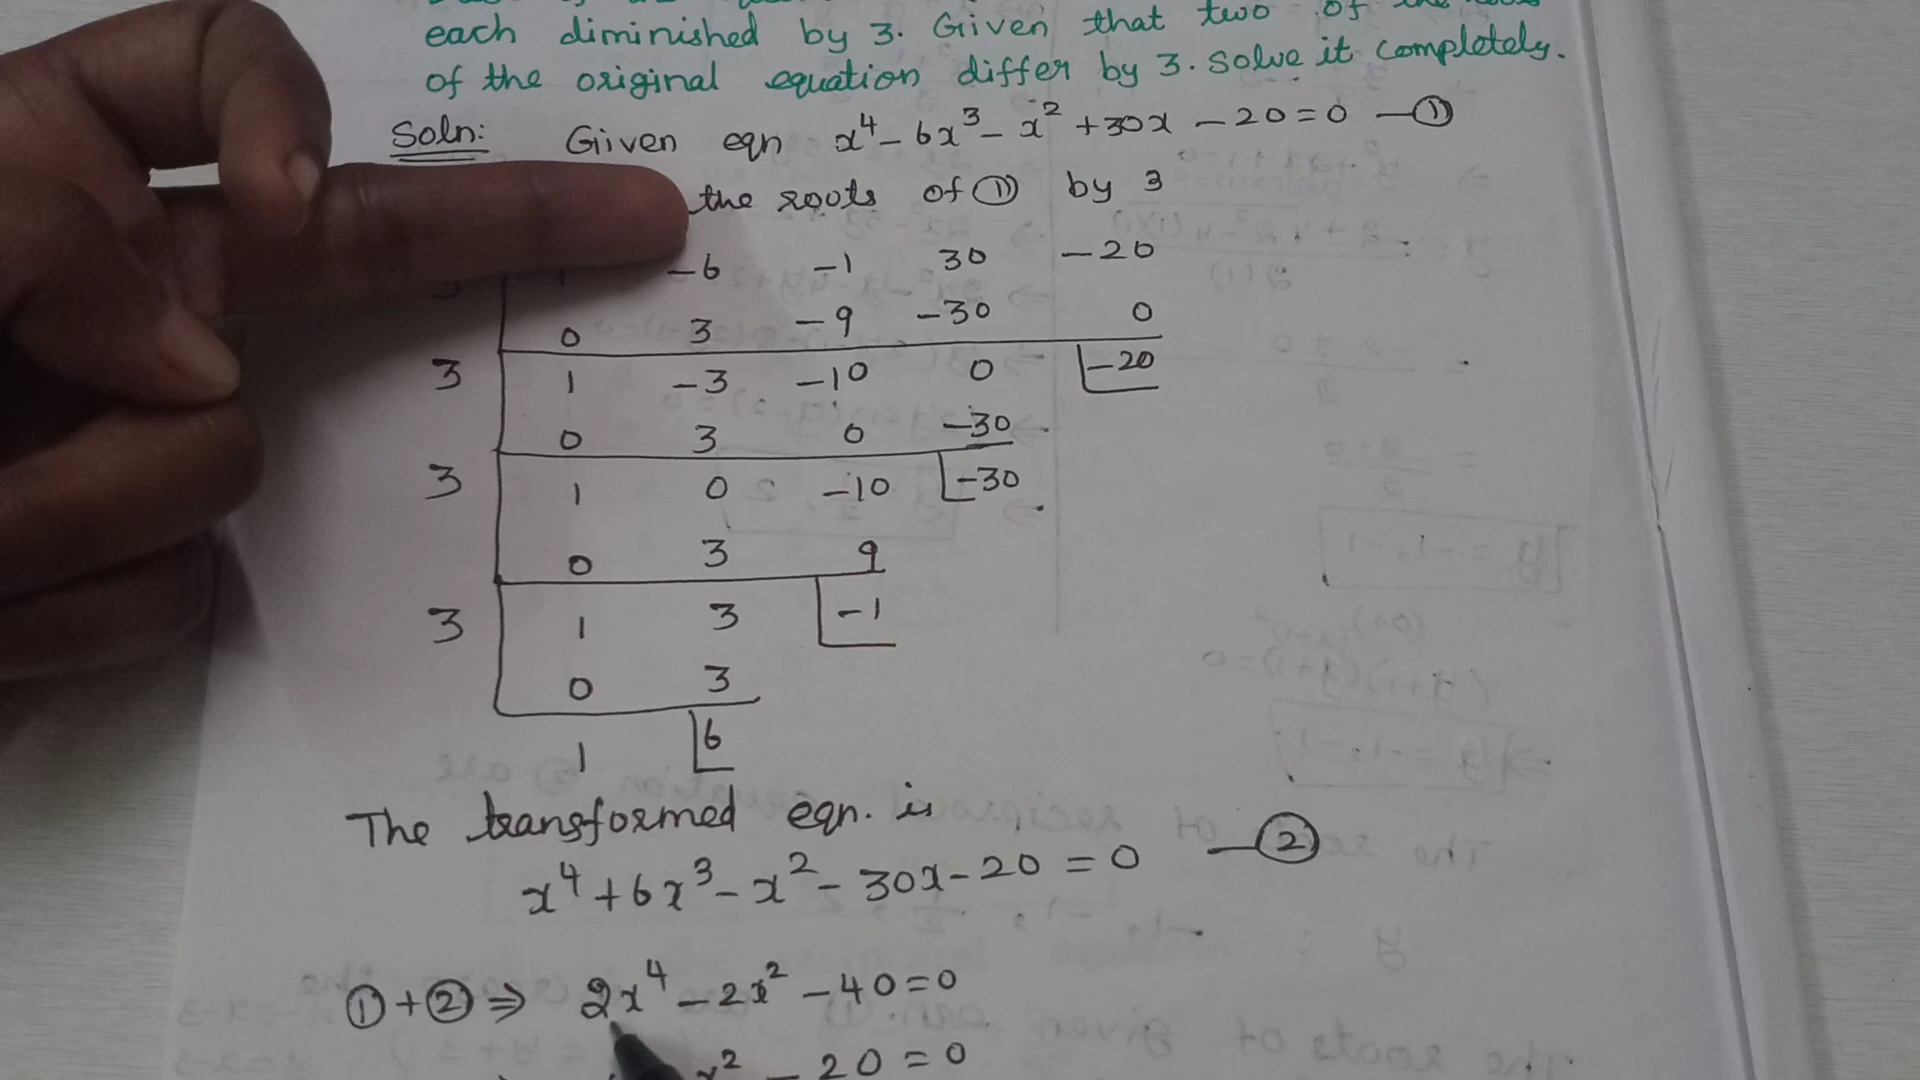 each diminished by 3. Given that two of the
of the original equation differ by 3. Solve it completely.
Soln: Given eqn x⁴ - 6x³ - x² + 30x - 20 = 0 — ①
the roots of ① by 3
-6 -1 30 -20
0 3 -9 -30 0
3 1 -3 -10 0 -20
0 3 0 -30
3 1 0 -10 -30
0 3 9
3 1 3 -1
0 3
1 6
The transformed eqn. is
x⁴ + 6x³ - x² - 30x - 20 = 0 — ②
① + ② ⇒ 2x⁴ - 2x² - 40 = 0
x² - 20 = 0